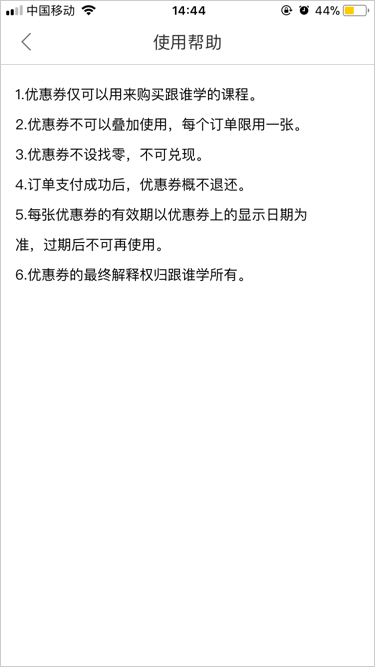 中国移动 14:44 44%
使用帮助
1.优惠券仅可以用来购买跟谁学的课程。
2.优惠券不可以叠加使用，每个订单限用一张。
3.优惠券不设找零，不可兑现。
4.订单支付成功后，优惠券概不退还。
5.每张优惠券的有效期以优惠券上的显示日期为
准，过期后不可再使用。
6.优惠券的最终解释权归跟谁学所有。